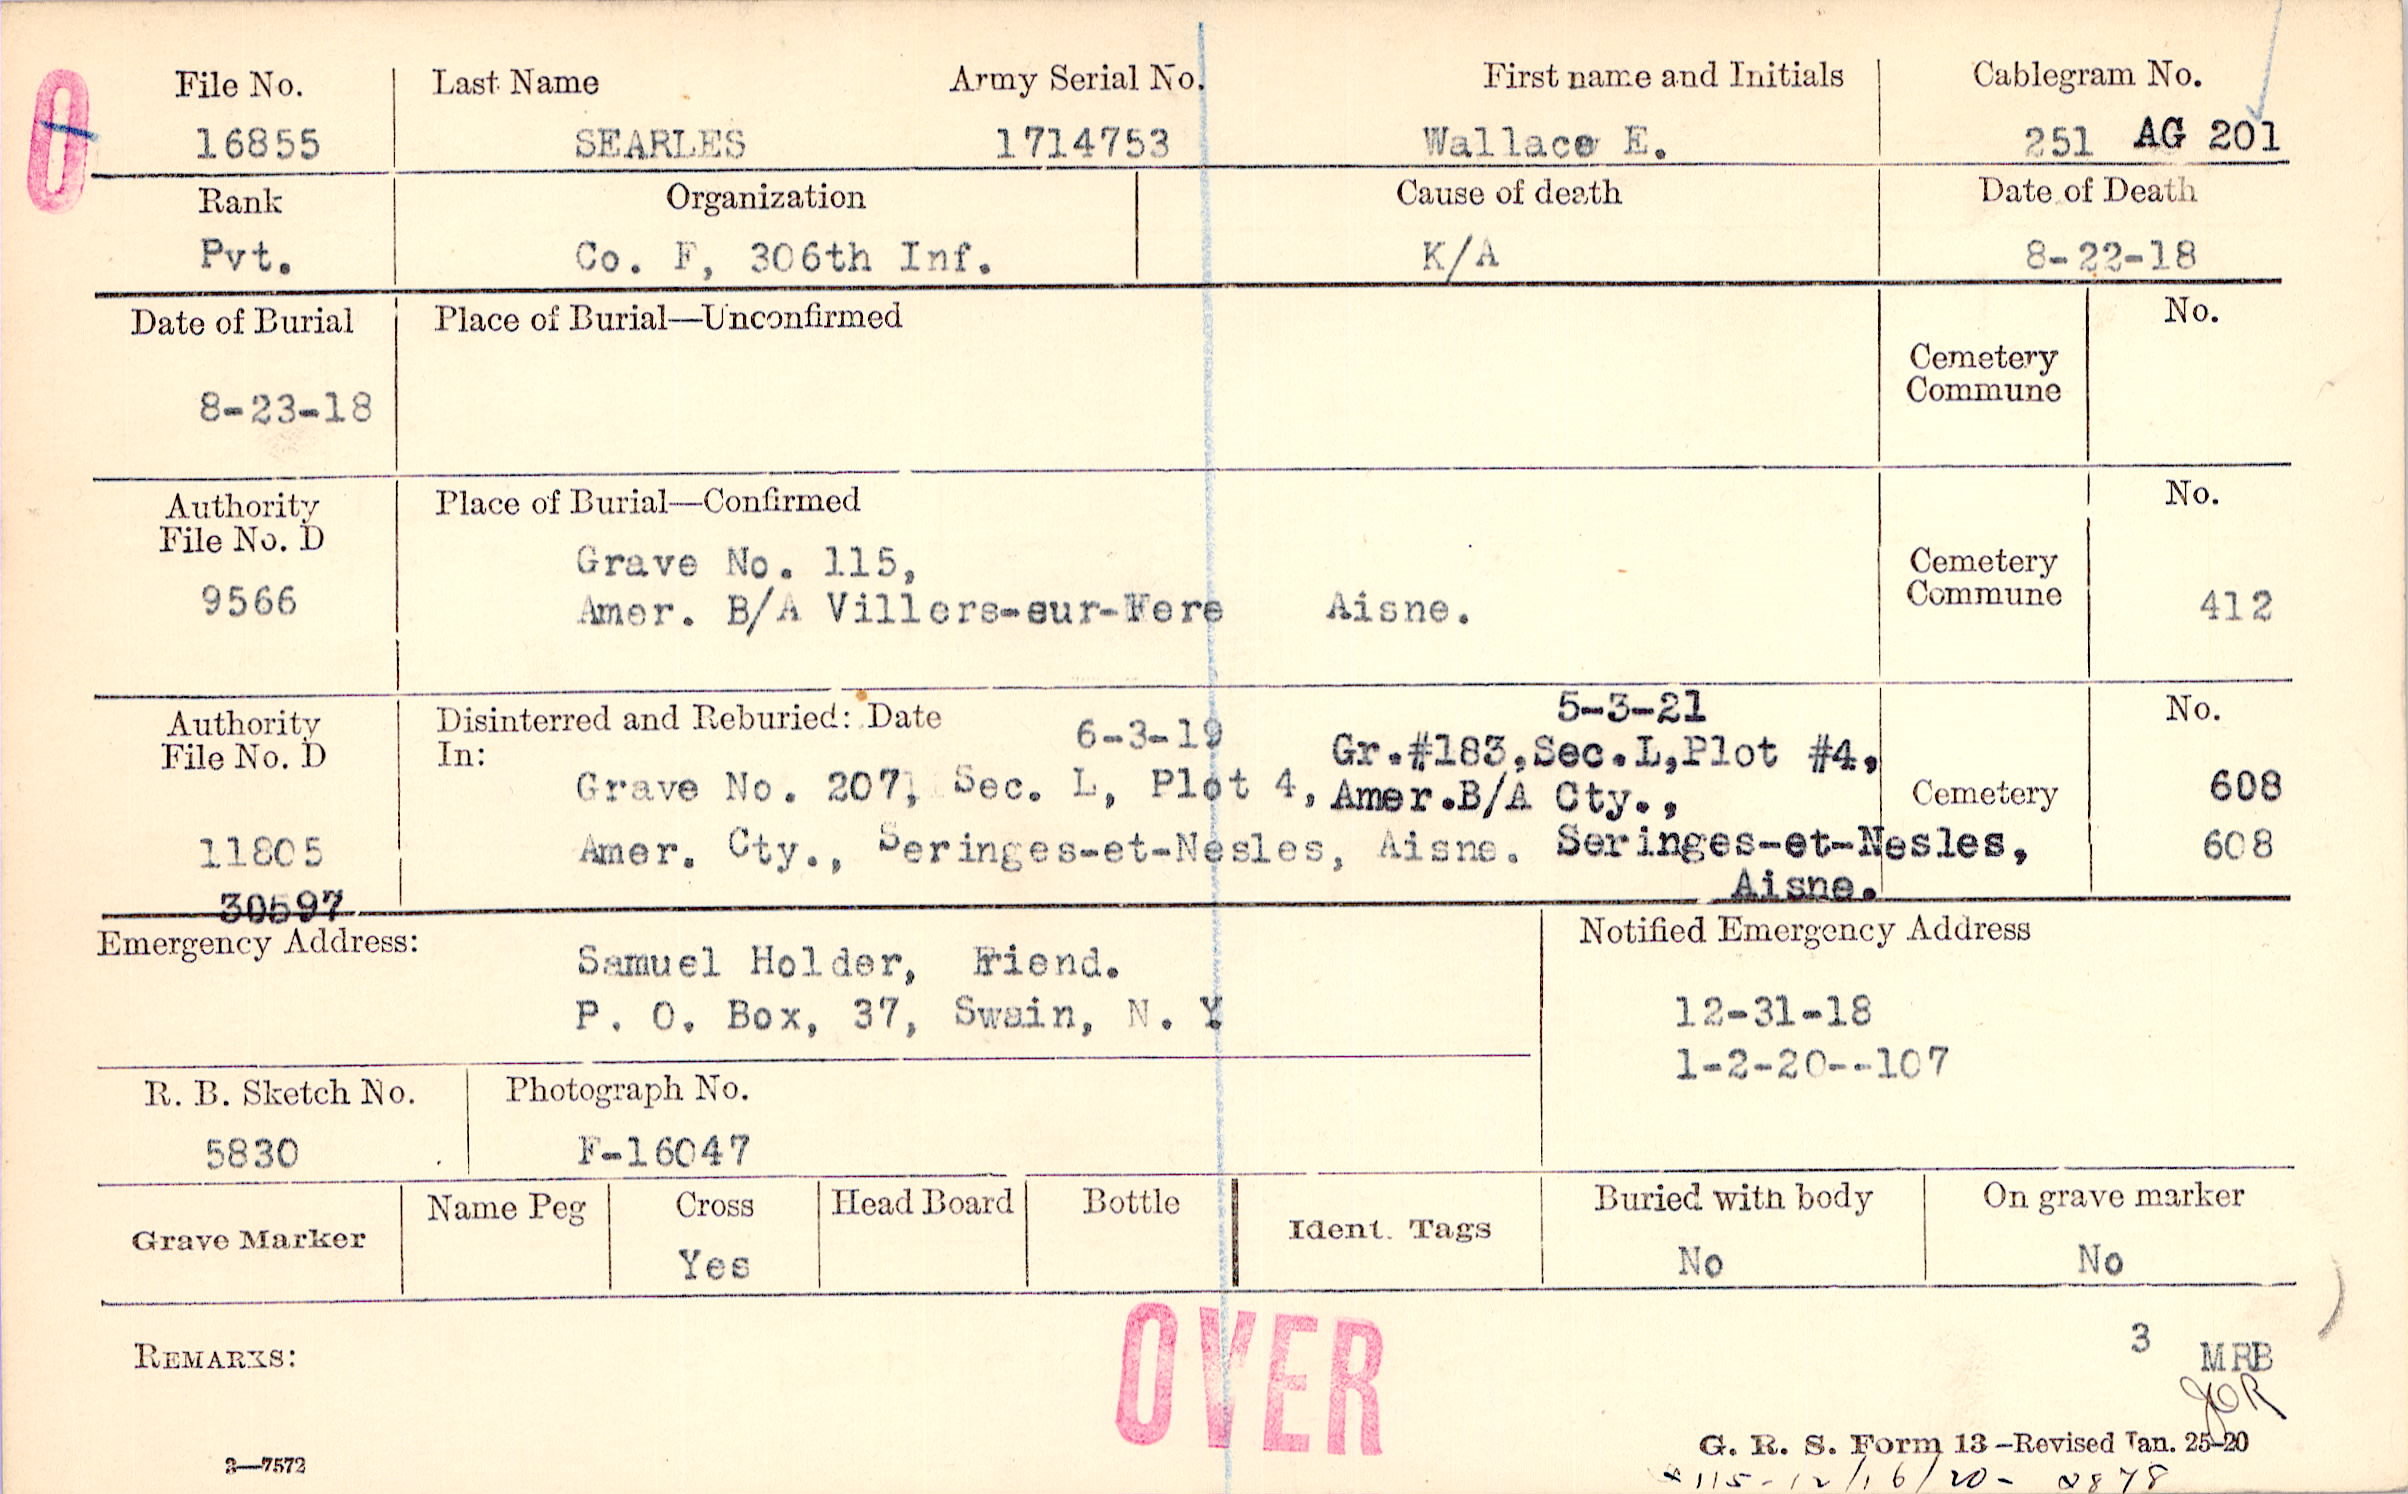 O
File No. Last Name Army Serial No. First name and Initials Cablegram No.
16855 SEARLES 1714753 Wallace E. 251 AG 201
Rank Organization Cause of death Date of Death
Pvt. Co. F, 306th Inf. K/A 8-22-18
Date of Burial Place of Burial—Unconfirmed No.
Cemetery
Commune
8-23-18
Authority Place of Burial—Confirmed No.
File No. D
Grave No. 115, Cemetery
9566 Amer. B/A Villers-sur-Fere Aisne. Commune 412
5-3-21
Authority Disinterred and Reburied: Date 6-3-19 No.
File No. D In: Gr.#183,Sec.L,Plot #4,
Grave No. 207, Sec. L, Plot 4, Amer.B/A Cty., Cemetery 608
11805 Amer. Cty., Seringes-et-Nesles, Aisne. Seringes-et-Nesles, 608
30597 Aisne.
Emergency Address: Notified Emergency Address
Samuel Holder, Friend.
P. O. Box, 37, Swain, N. Y. 12-31-18
1-2-20--107
R. B. Sketch No. Photograph No.
5830 F-16047
Grave Marker Name Peg Cross Head Board Bottle Ident. Tags Buried with body On grave marker
Yes No No
OVER
REMARKS: 3 MRB
JOR
G. R. S. Form 13—Revised Jan. 25-20
3—7572
115-12/16/20- 8878